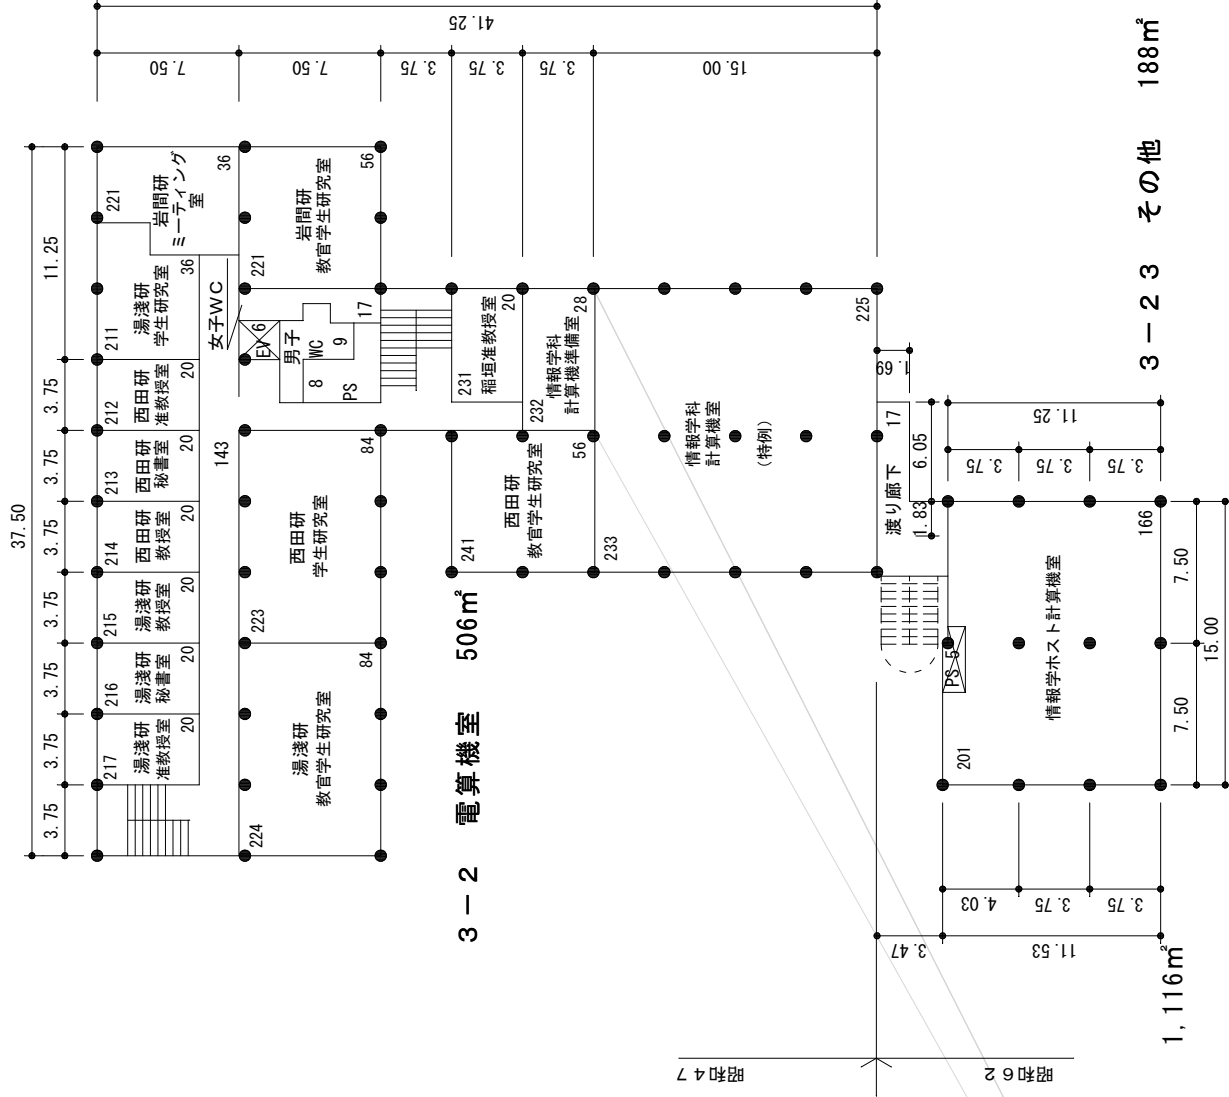 41.25
7.50
7.50
3.75
3.75
3.75
15.00
37.50
3.75
3.75
3.75
3.75
3.75
3.75
3.75
11.25
217
湯淺研
准教授室
20
216
湯淺研
秘書室
20
215
湯淺研
教授室
20
214
西田研
教授室
20
213
西田研
秘書室
20
212
西田研
准教授室
20
211
湯淺研
学生研究室
36
221
岩間研
ミーティング
室
36
143
女子WC
224
湯淺研
教官学生研究室
84
223
西田研
学生研究室
84
EV 6
男子
WC
9
8
PS
17
221
岩間研
教官学生研究室
56
231
稲垣准教授室
20
232
情報学科
計算機準備室
28
241
西田研
教官学生研究室
56
233
情報学科
計算機室
(特例)
225
3-2 電算機室 506㎡
渡り廊下
17
1.69
6.05
1.83
PS 5
201
情報学ホスト計算機室
166
11.25
3.75
3.75
3.75
7.50
7.50
15.00
4.03
3.75
3.75
3.47
11.53
昭和47
昭和62
3-23 その他 188㎡
1,116㎡